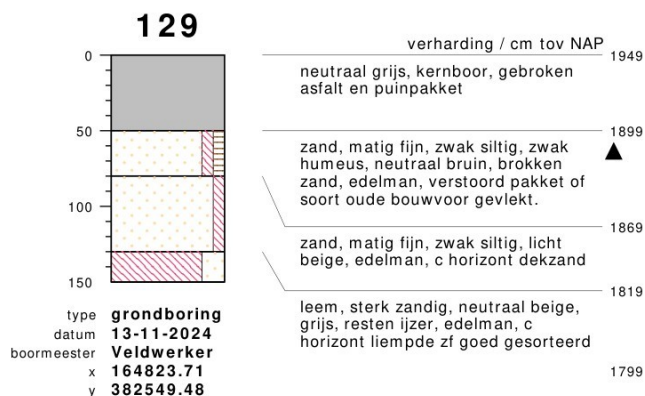 129
verharding / cm tov NAP
0
1949
neutraal grijs, kernboor, gebroken
asfalt en puinpakket
50
1899
zand, matig fijn, zwak siltig, zwak
humeus, neutraal bruin, brokken
zand, edelman, verstoord pakket of
soort oude bouwvoor gevlekt.
100
1869
zand, matig fijn, zwak siltig, licht
beige, edelman, c horizont dekzand
150
1819
leem, sterk zandig, neutraal beige,
grijs, resten ijzer, edelman, c
horizont liempde zf goed gesorteerd
1799
type grondboring
datum 13-11-2024
boormeester Veldwerker
x 164823.71
y 382549.48